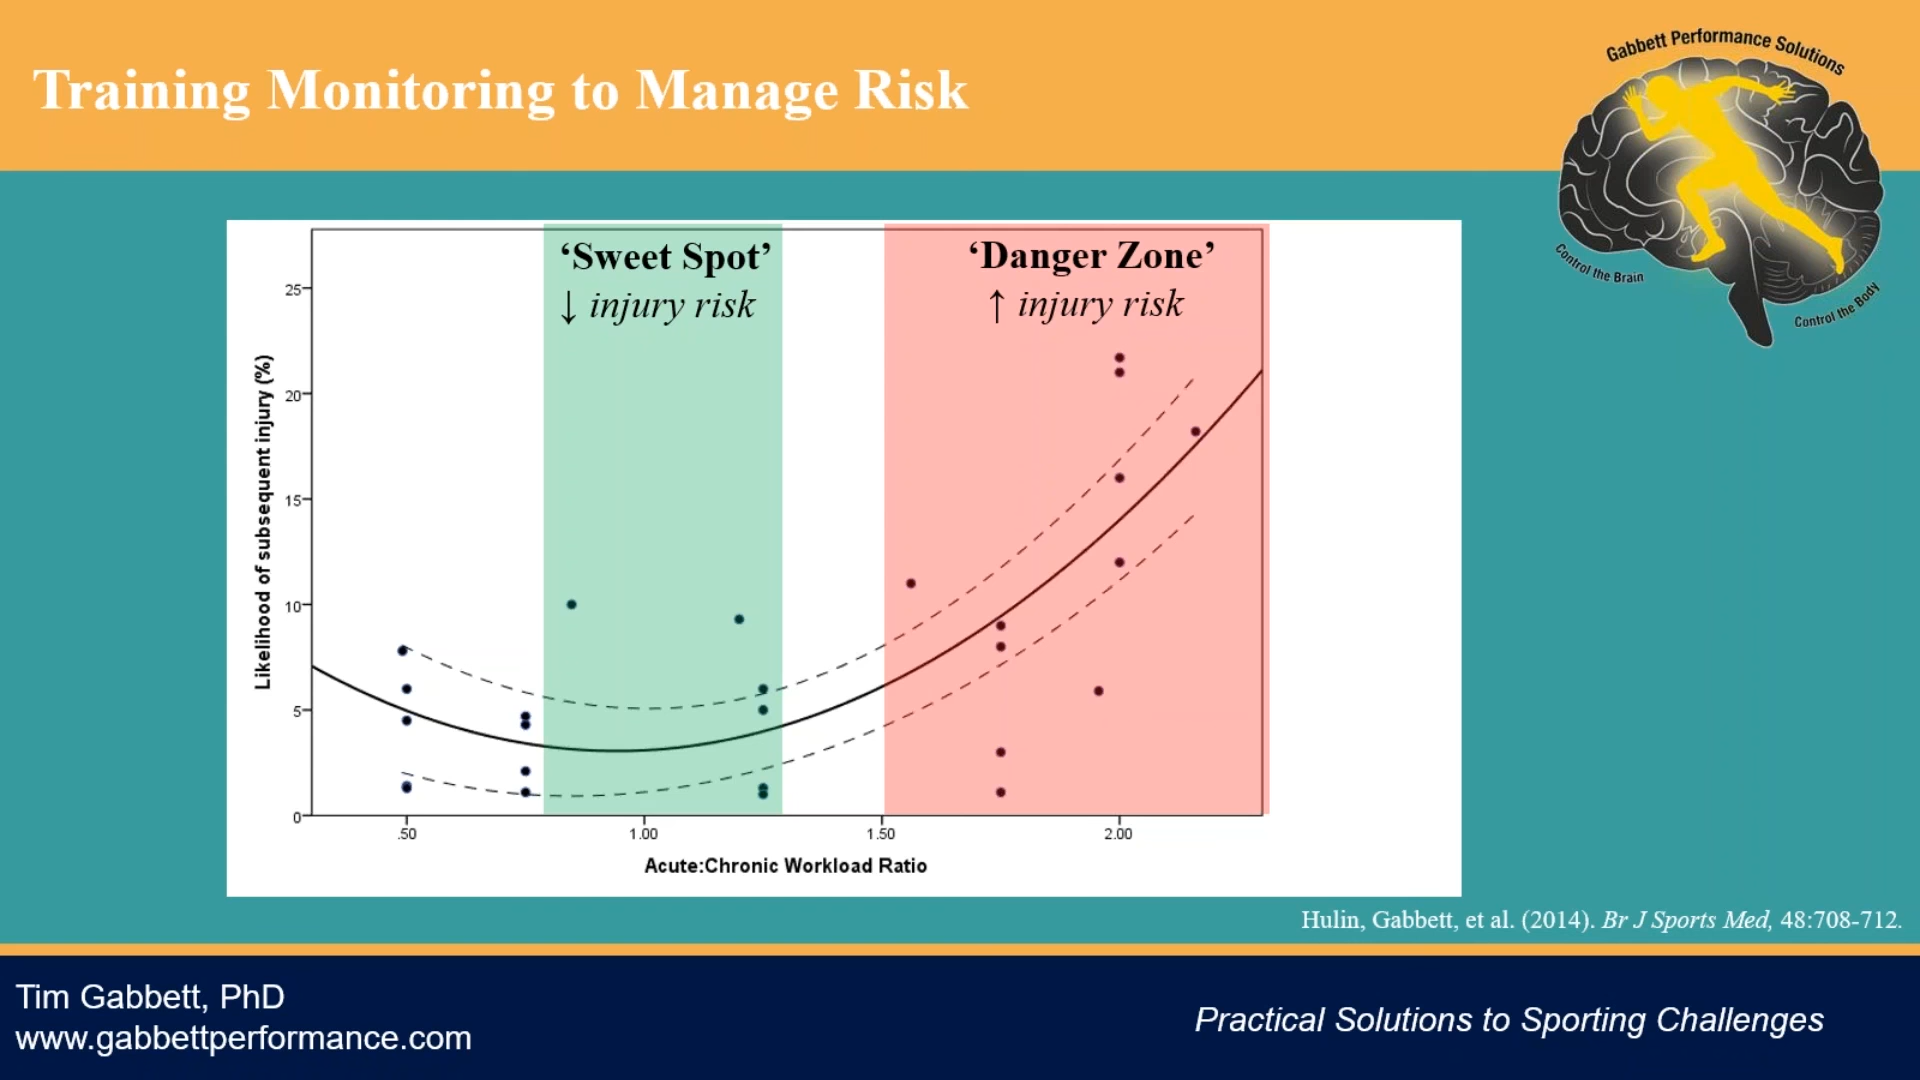 Training Monitoring to Manage Risk
Gabbett Performance Solutions
Control the Brain
Control the Body
‘Sweet Spot’
↓ injury risk
‘Danger Zone’
↑ injury risk
Likelihood of subsequent injury (%)
25
20
15
10
5
0
.50
1.00
1.50
2.00
Acute:Chronic Workload Ratio
Hulin, Gabbett, et al. (2014). Br J Sports Med, 48:708-712.
Tim Gabbett, PhD
www.gabbettperformance.com
Practical Solutions to Sporting Challenges